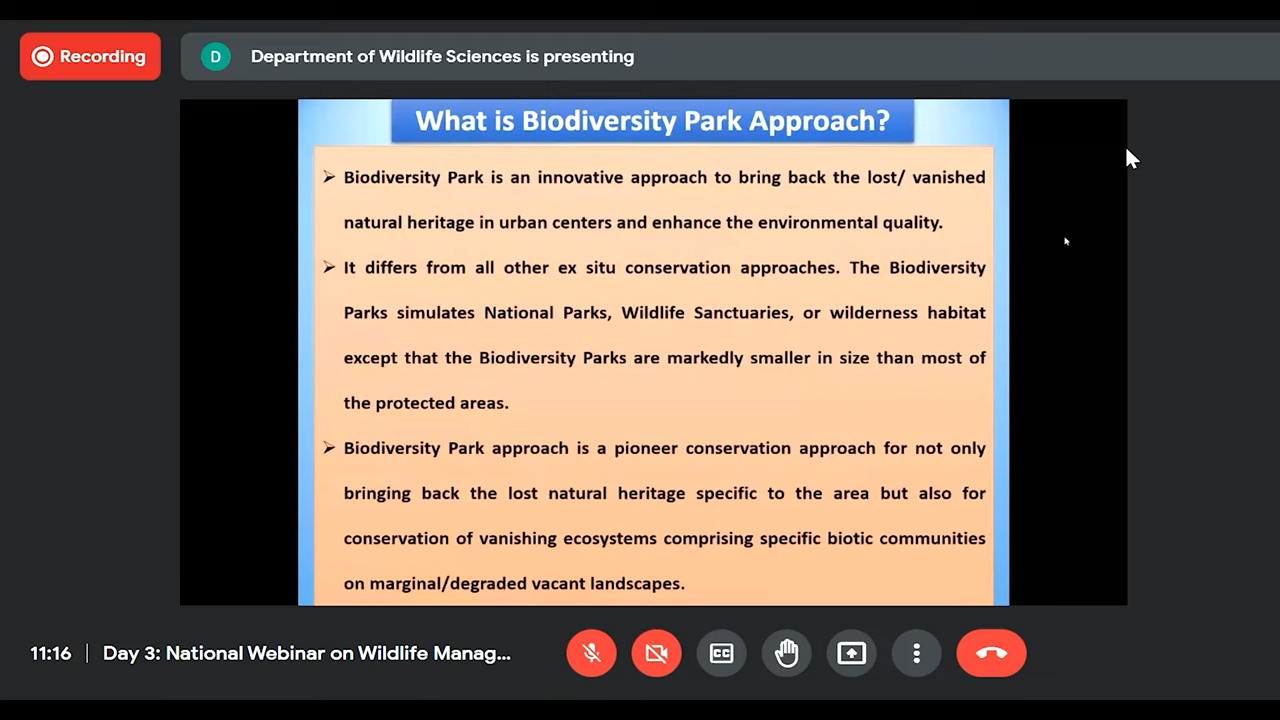 Recording
D
Department of Wildlife Sciences is presenting
What is Biodiversity Park Approach?
➢ Biodiversity Park is an innovative approach to bring back the lost/ vanished
natural heritage in urban centers and enhance the environmental quality.
➢ It differs from all other ex situ conservation approaches. The Biodiversity
Parks simulates National Parks, Wildlife Sanctuaries, or wilderness habitat
except that the Biodiversity Parks are markedly smaller in size than most of
the protected areas.
➢ Biodiversity Park approach is a pioneer conservation approach for not only
bringing back the lost natural heritage specific to the area but also for
conservation of vanishing ecosystems comprising specific biotic communities
on marginal/degraded vacant landscapes.
11:16 | Day 3: National Webinar on Wildlife Manag...
CC